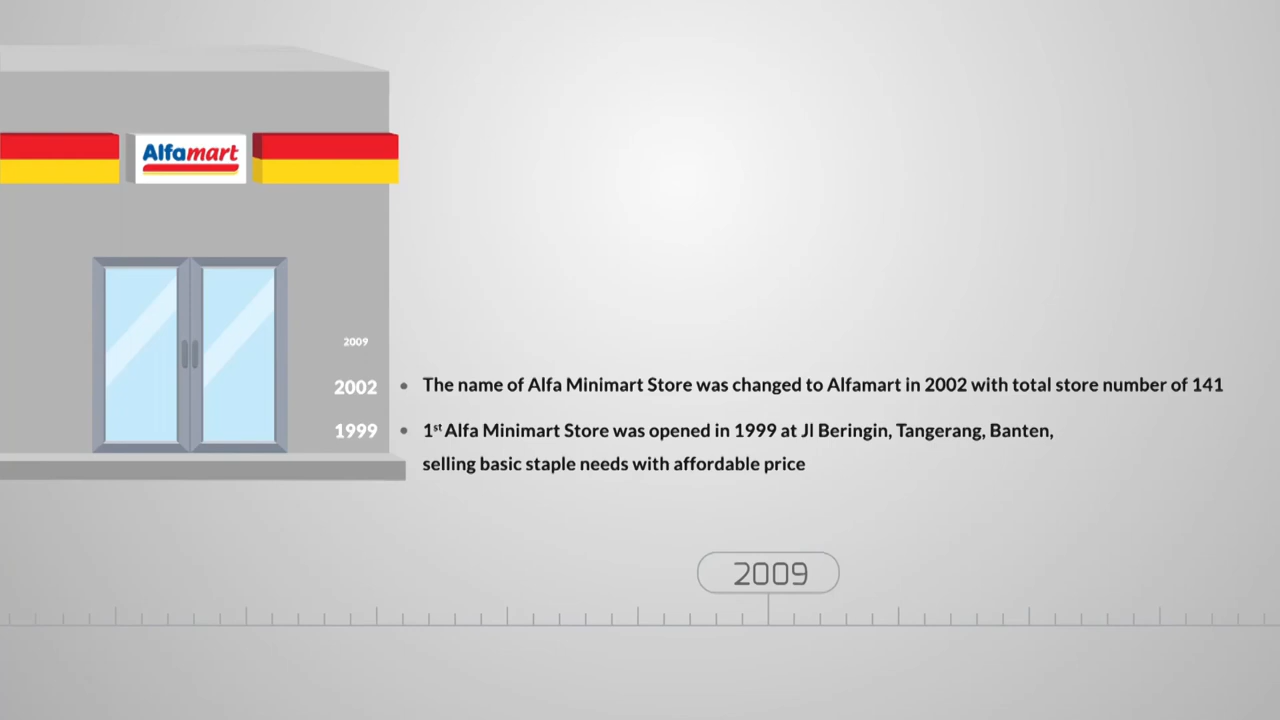 Alfamart
2009
2002 • The name of Alfa Minimart Store was changed to Alfamart in 2002 with total store number of 141
1999 • 1st Alfa Minimart Store was opened in 1999 at Jl Beringin, Tangerang, Banten,
selling basic staple needs with affordable price
2009